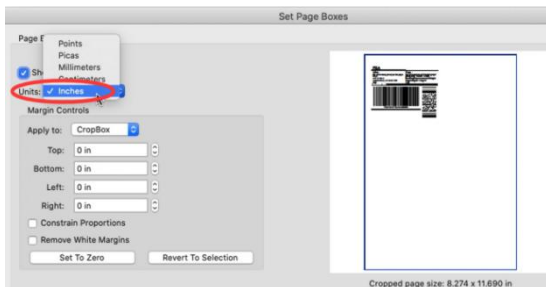 Set Page Boxes
Page B
Points
Picas
Millimeters
Centimeters
Sh
Units: ✓ Inches
Margin Controls
Apply to: CropBox
Top: 0 in
Bottom: 0 in
Left: 0 in
Right: 0 in
Constrain Proportions
Remove White Margins
Set To Zero Revert To Selection
Cropped page size: 8.274 x 11.690 in